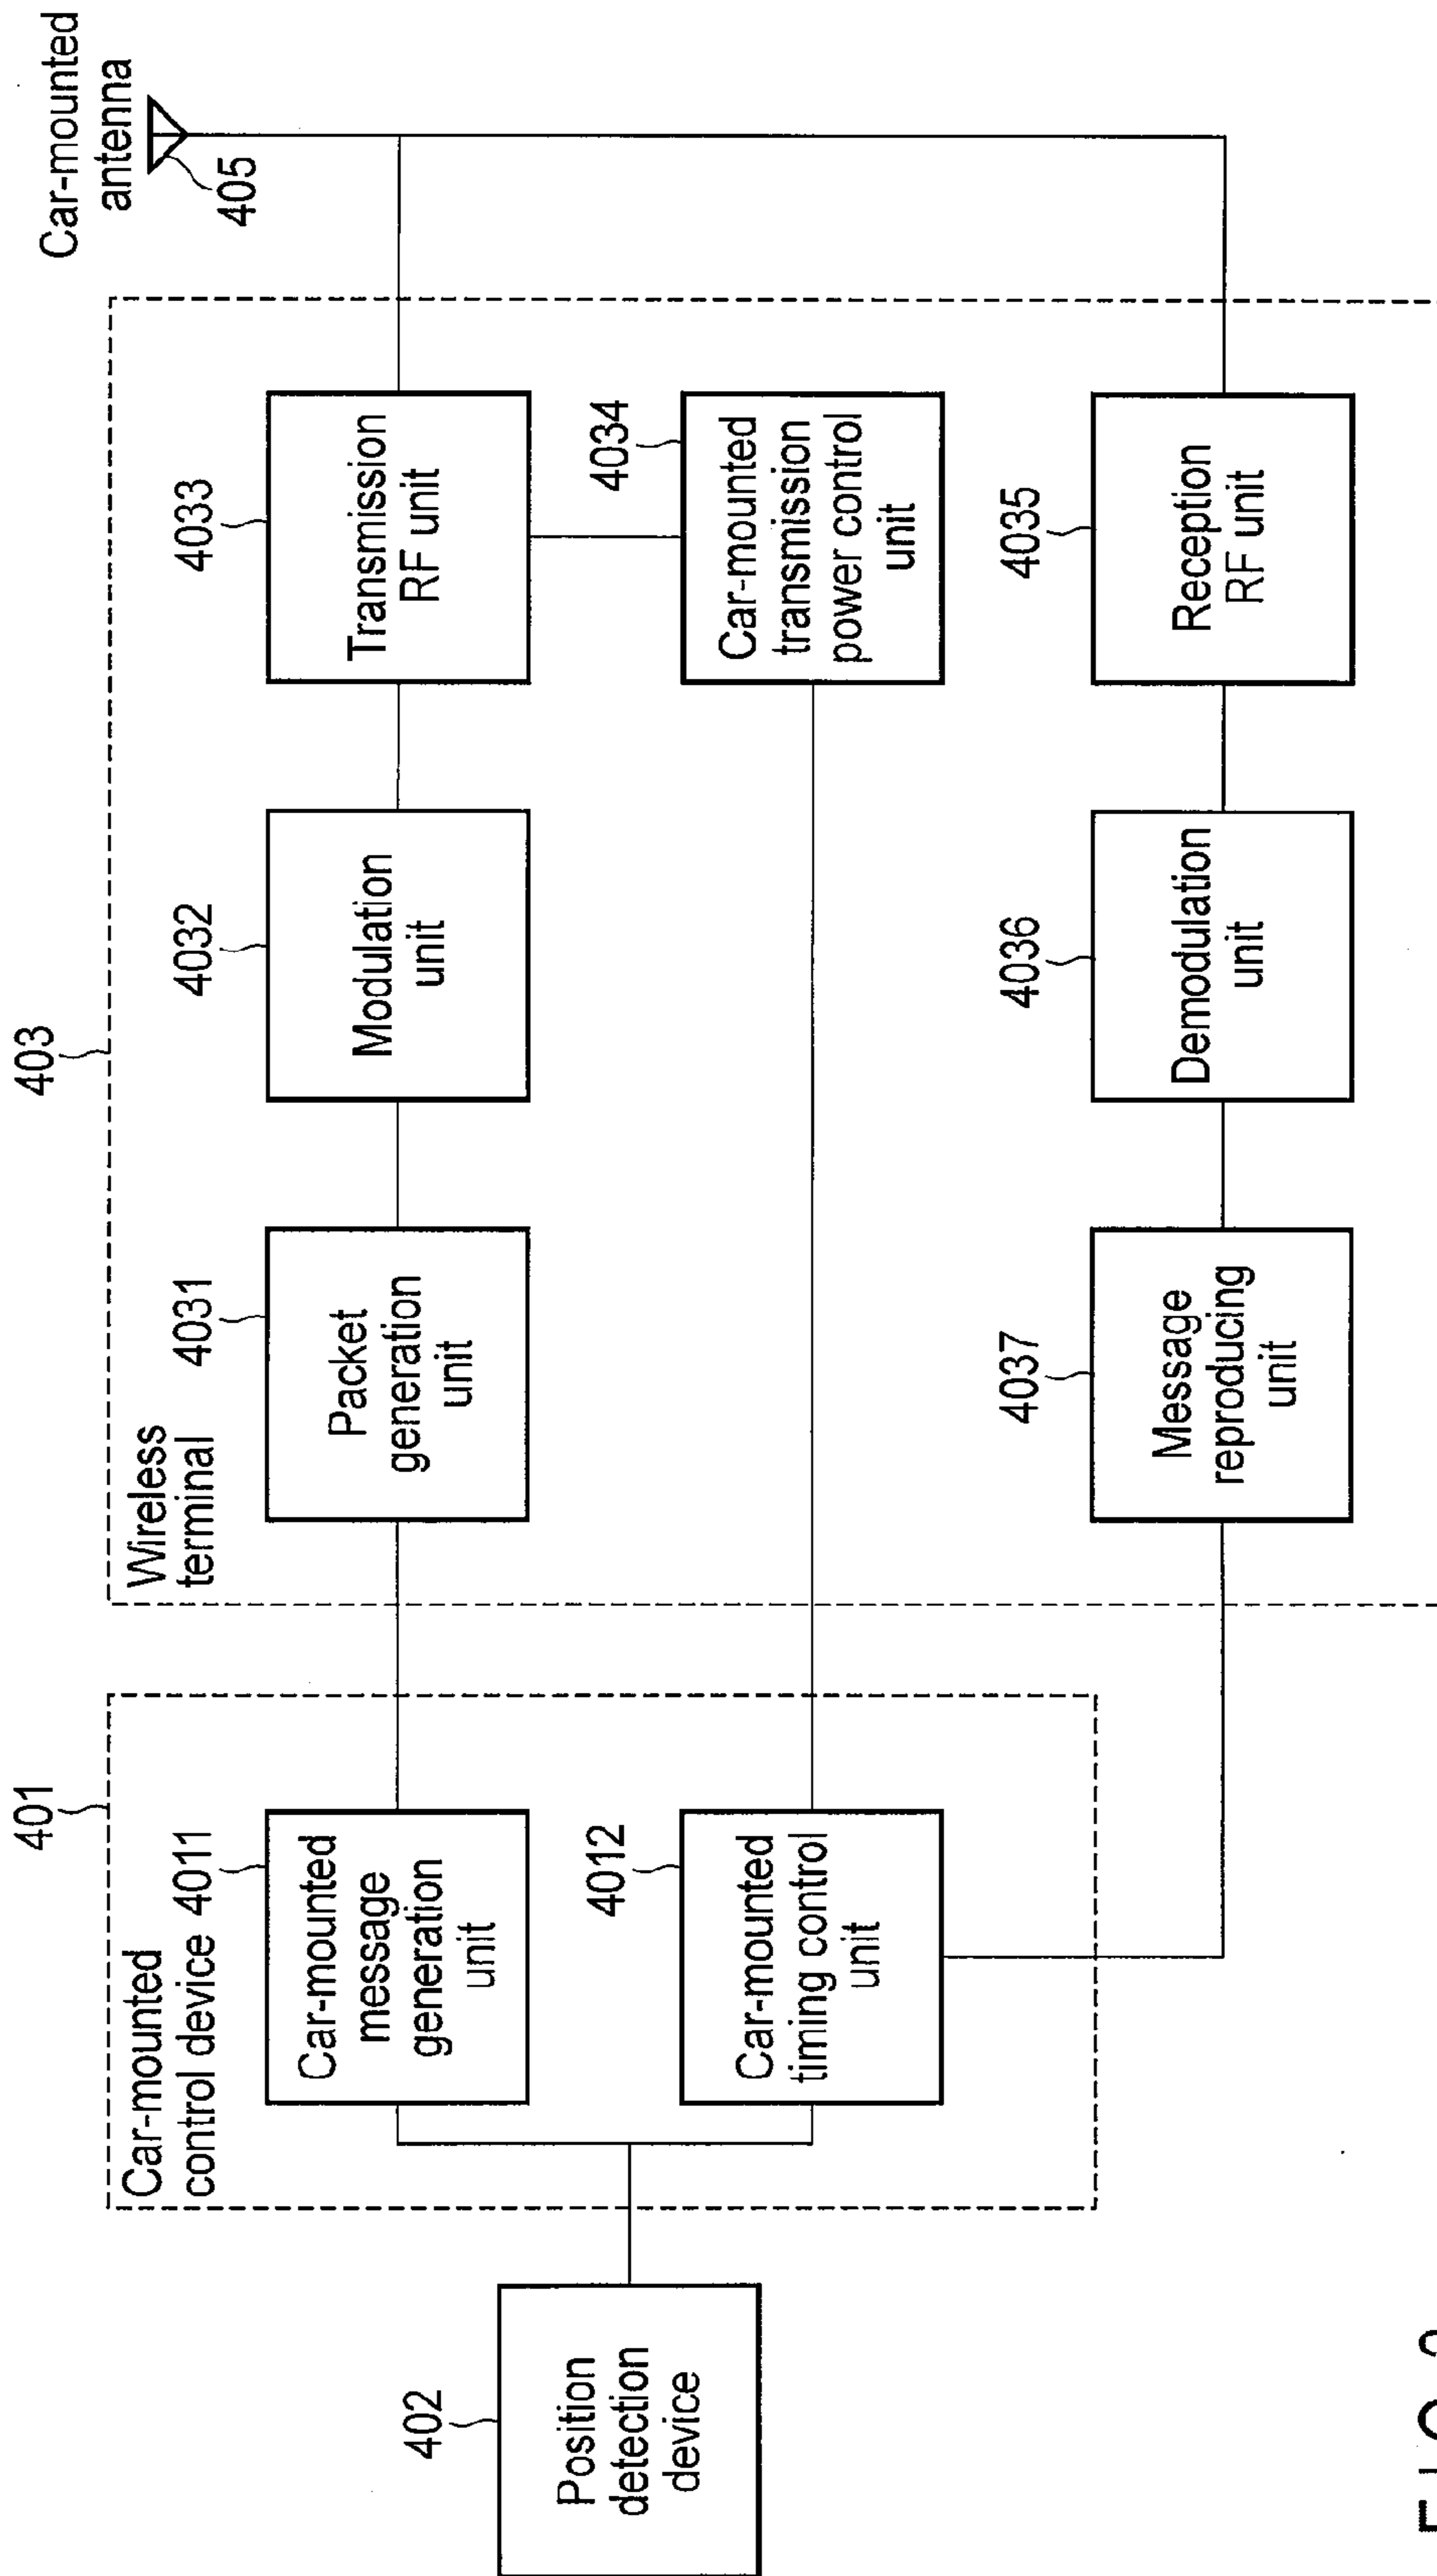 403
401
Car-mounted
antenna
405
Wireless
terminal
Car-mounted
control device
4011
Car-mounted
message
generation
unit
4031
Packet
generation
unit
4032
Modulation
unit
4033
Transmission
RF unit
402
Position
detection
device
4012
Car-mounted
timing control
unit
4034
Car-mounted
transmission
power control
unit
4037
Message
reproducing
unit
4036
Demodulation
unit
4035
Reception
RF unit